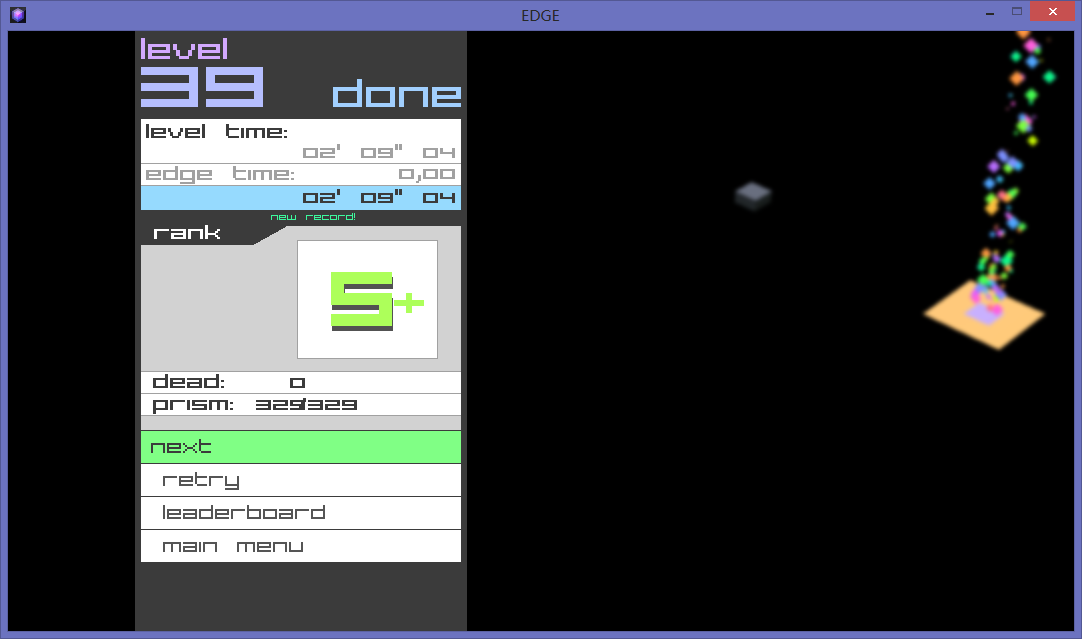 EDGE
level
39 done
level time:
02' 09" 04
edge time: 0,00
02' 09" 04
new record!
rank
S+
dead: 0
prism: 329/329
next
retry
leaderboard
main menu